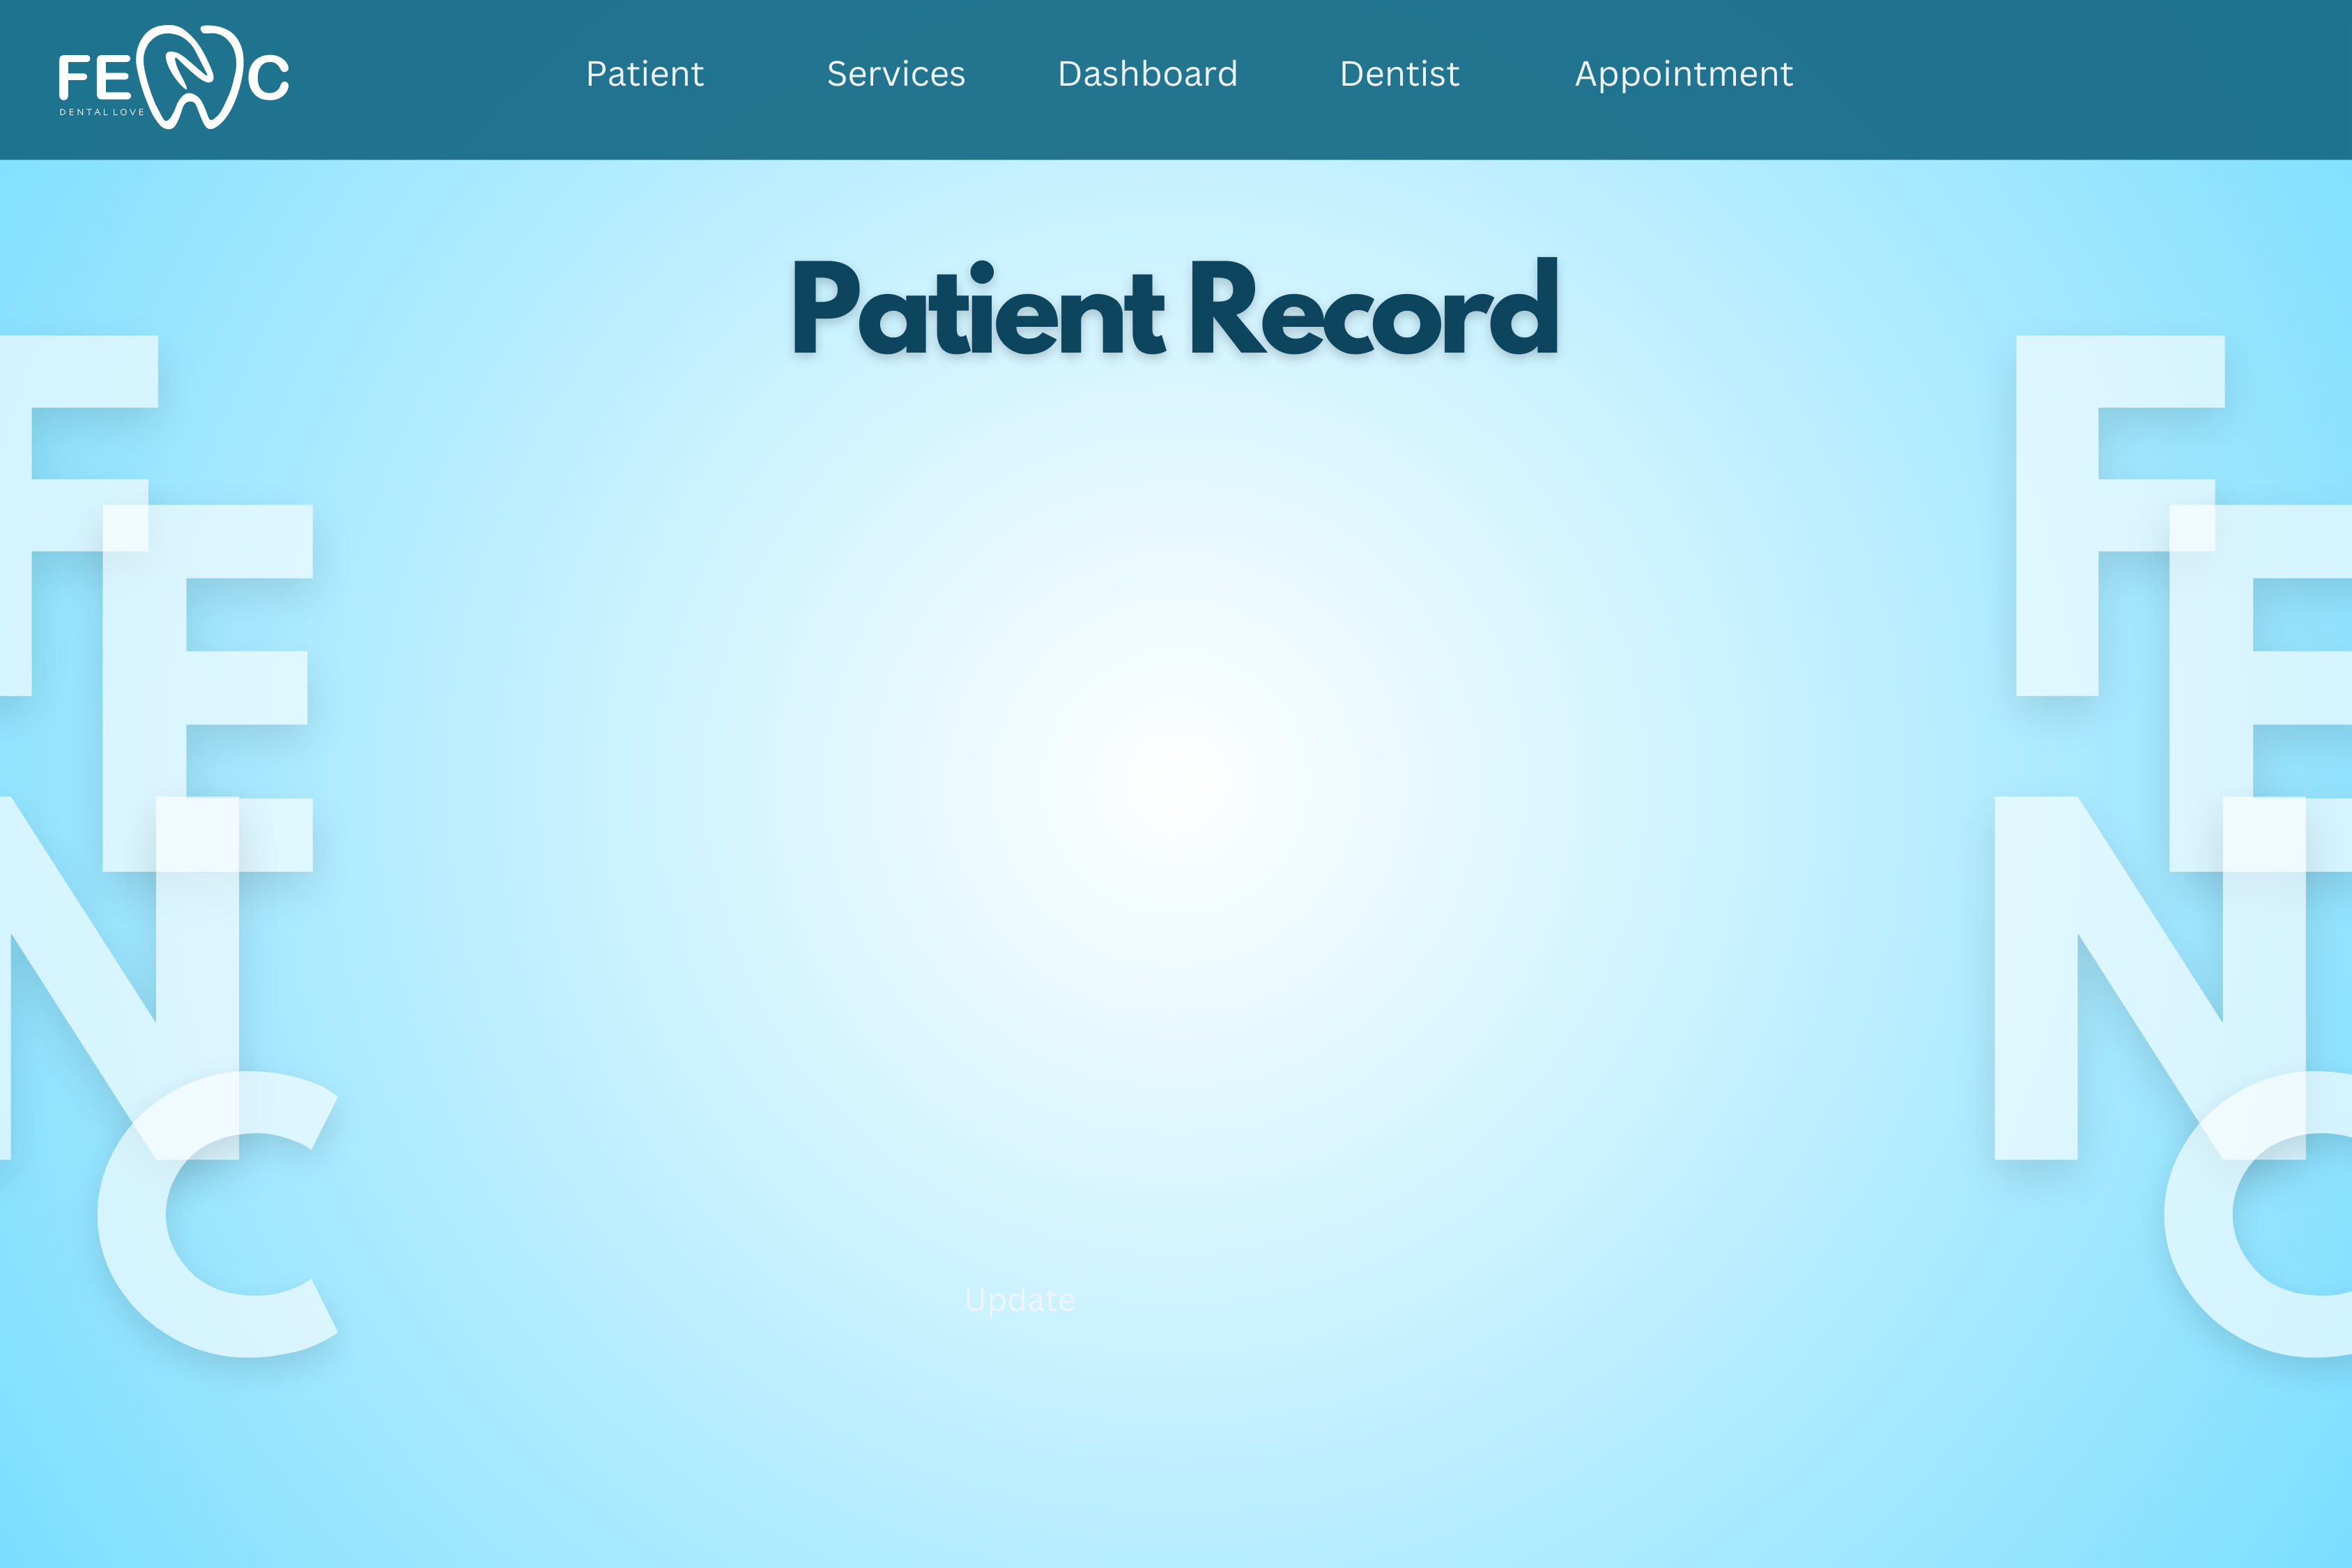 FENC
DENTAL LOVE
Patient Services Dashboard Dentist Appointment
Patient Record
F
E
N
C
F
E
N
C
Update